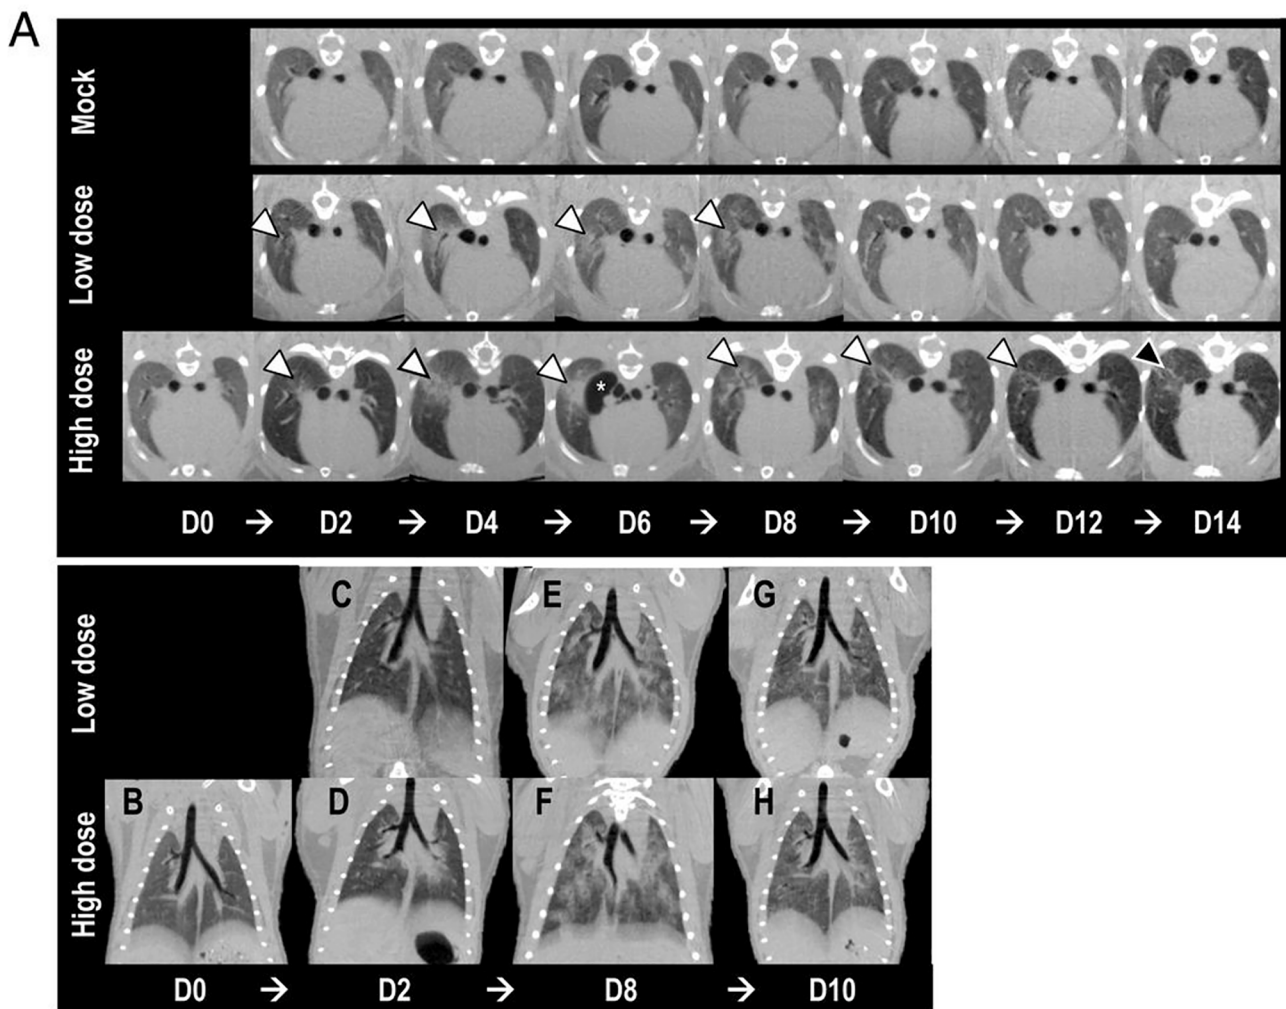 A
Mock
Low dose
High dose
*
D0 → D2 → D4 → D6 → D8 → D10 → D12 → D14
C E G
Low dose
B D F H
High dose
D0 → D2 → D8 → D10